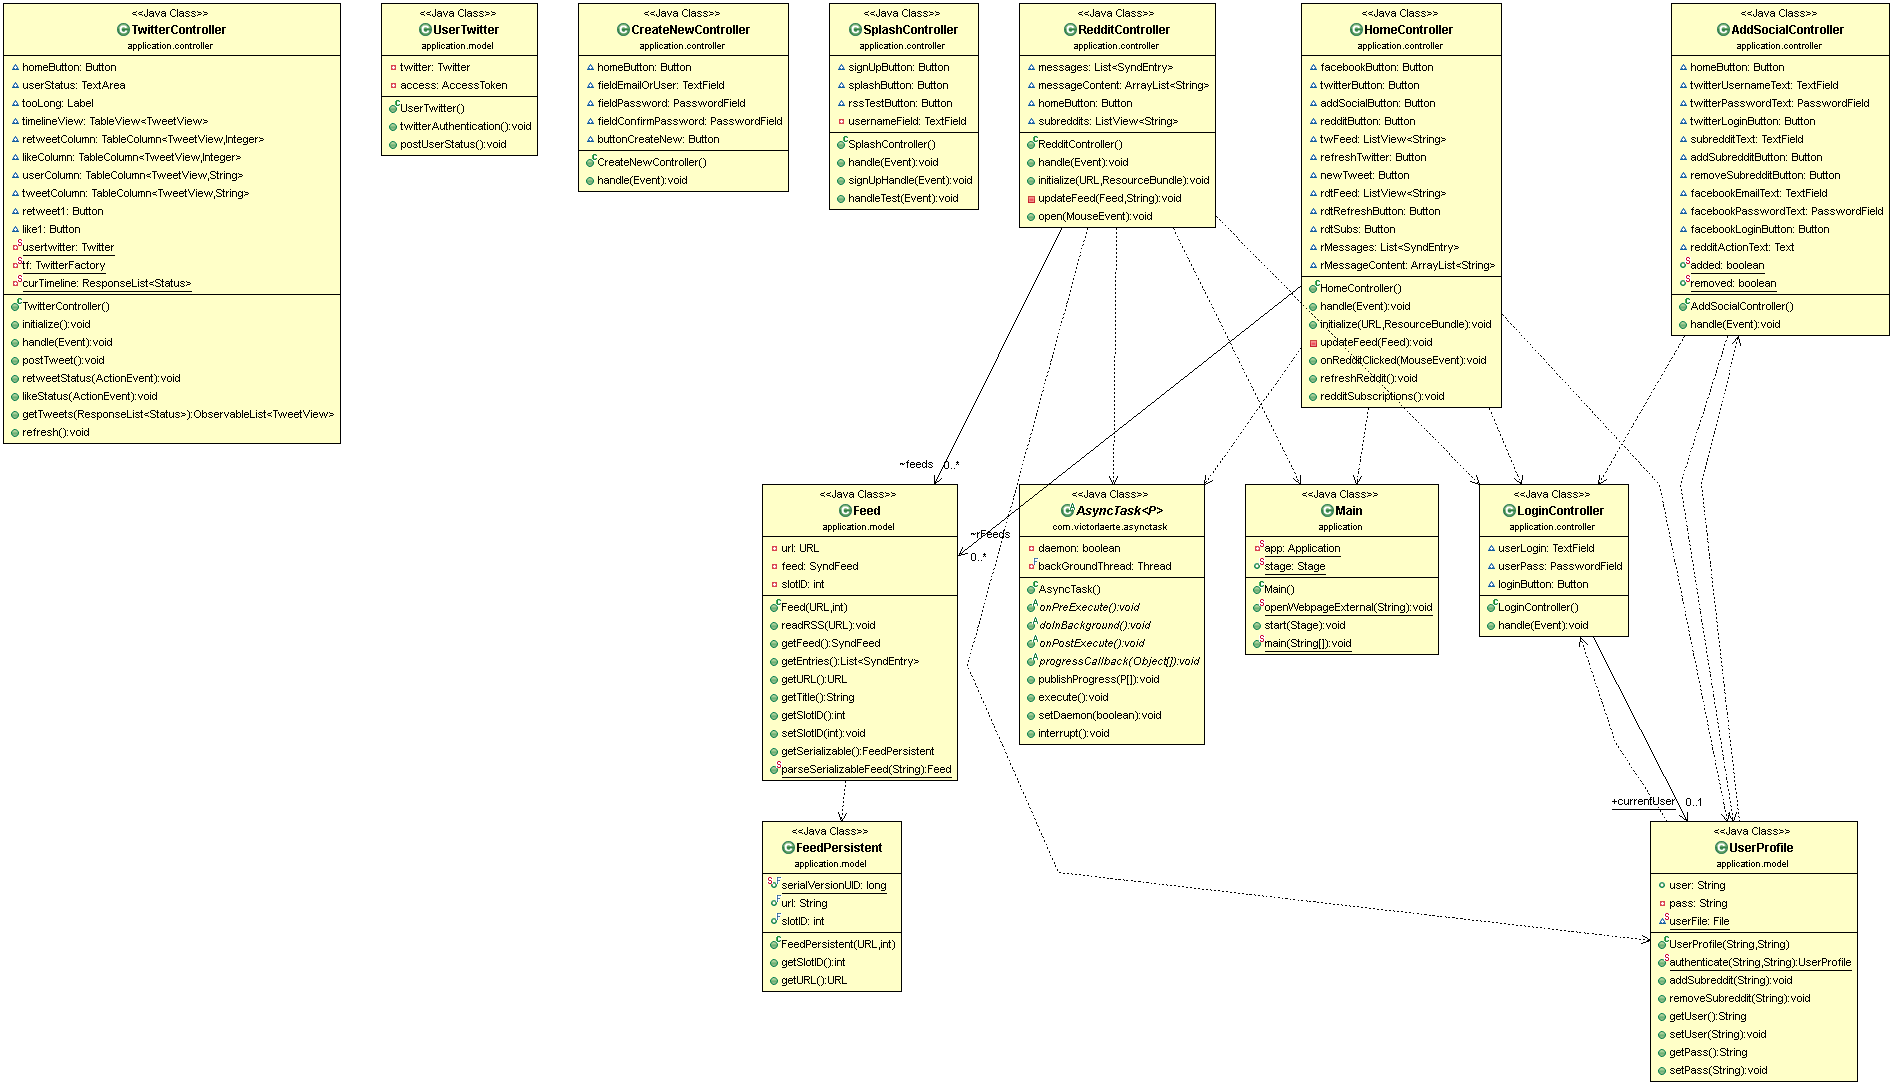 <<Java Class>>
TwitterController
application.controller
homeButton: Button
userStatus: TextArea
tooLong: Label
timelineView: TableView<TweetView>
retweetColumn: TableColumn<TweetView,Integer>
likeColumn: TableColumn<TweetView,Integer>
userColumn: TableColumn<TweetView,String>
tweetColumn: TableColumn<TweetView,String>
retweet1: Button
like1: Button
usertwitter: Twitter
tf: TwitterFactory
curTimeline: ResponseList<Status>
TwitterController()
initialize():void
handle(Event):void
postTweet():void
retweetStatus(ActionEvent):void
likeStatus(ActionEvent):void
getTweets(ResponseList<Status>):ObservableList<TweetView>
refresh():void
<<Java Class>>
UserTwitter
application.model
twitter: Twitter
access: AccessToken
UserTwitter()
twitterAuthentication():void
postUserStatus():void
<<Java Class>>
CreateNewController
application.controller
homeButton: Button
fieldEmailOrUser: TextField
fieldPassword: PasswordField
fieldConfirmPassword: PasswordField
buttonCreateNew: Button
CreateNewController()
handle(Event):void
<<Java Class>>
SplashController
application.controller
signUpButton: Button
splashButton: Button
rssTestButton: Button
usernameField: TextField
SplashController()
handle(Event):void
signUpHandle(Event):void
handleTest(Event):void
<<Java Class>>
RedditController
application.controller
messages: List<SyndEntry>
messageContent: ArrayList<String>
homeButton: Button
subreddits: ListView<String>
RedditController()
handle(Event):void
initialize(URL,ResourceBundle):void
updateFeed(Feed,String):void
open(MouseEvent):void
<<Java Class>>
HomeController
application.controller
facebookButton: Button
twitterButton: Button
addSocialButton: Button
redditButton: Button
twFeed: ListView<String>
refreshTwitter: Button
newTweet: Button
rdtFeed: ListView<String>
rdtRefreshButton: Button
rdtSubs: Button
rMessages: List<SyndEntry>
rMessageContent: ArrayList<String>
HomeController()
handle(Event):void
initialize(URL,ResourceBundle):void
updateFeed(Feed):void
onRedditClicked(MouseEvent):void
refreshReddit():void
redditSubscriptions():void
<<Java Class>>
AddSocialController
application.controller
homeButton: Button
twitterUsernameText: TextField
twitterPasswordText: PasswordField
twitterLoginButton: Button
subredditText: TextField
addSubredditButton: Button
removeSubredditButton: Button
facebookEmailText: TextField
facebookPasswordText: PasswordField
facebookLoginButton: Button
redditActionText: Text
added: boolean
removed: boolean
AddSocialController()
handle(Event):void
~feeds 0..*
~rFeeds
0..*
<<Java Class>>
Feed
application.model
url: URL
feed: SyndFeed
slotID: int
Feed(URL,int)
readRSS(URL):void
getFeed():SyndFeed
getEntries():List<SyndEntry>
getURL():URL
getTitle():String
getSlotID():int
setSlotID(int):void
getSerializable():FeedPersistent
parseSerializableFeed(String):Feed
<<Java Class>>
AsyncTask<P>
com.victorlaerte.asynctask
daemon: boolean
backGroundThread: Thread
AsyncTask()
onPreExecute():void
doInBackground():void
onPostExecute():void
progressCallback(Object[]):void
publishProgress(P[]):void
execute():void
setDaemon(boolean):void
interrupt():void
<<Java Class>>
Main
application
app: Application
stage: Stage
Main()
openWebpageExternal(String):void
start(Stage):void
main(String[]):void
<<Java Class>>
LoginController
application.controller
userLogin: TextField
userPass: PasswordField
loginButton: Button
LoginController()
handle(Event):void
+currentUser 0..1
<<Java Class>>
FeedPersistent
application.model
serialVersionUID: long
url: String
slotID: int
FeedPersistent(URL,int)
getSlotID():int
getURL():URL
<<Java Class>>
UserProfile
application.model
user: String
pass: String
userFile: File
UserProfile(String,String)
authenticate(String,String):UserProfile
addSubreddit(String):void
removeSubreddit(String):void
getUser():String
setUser(String):void
getPass():String
setPass(String):void